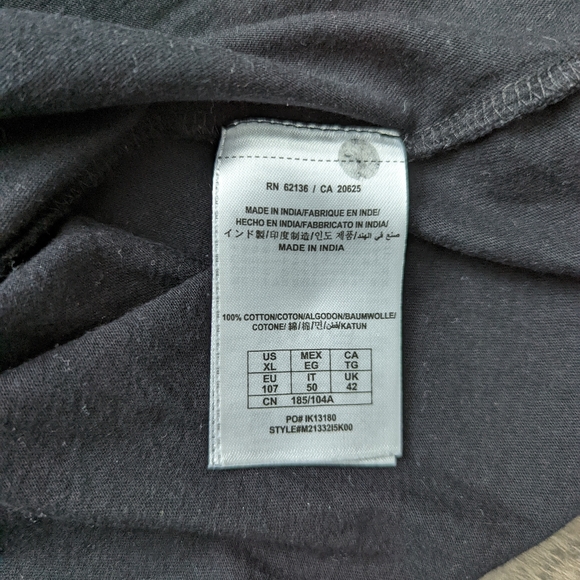 RN 62136 / CA 20625
MADE IN INDIA/FABRIQUE EN INDE/
HECHO EN INDIA/FABBRICATO IN INDIA/
インド製/印度制造/인도 제품/صنع في الهند/
MADE IN INDIA
100% COTTON/COTON/ALGODON/BAUMWOLLE/
COTONE/綿/棉/면/قطن/KATUN
US MEX CA
XL EG TG
EU IT UK
107 50 42
CN 185/104A
PO# IK13180
STYLE#M21332I5K00